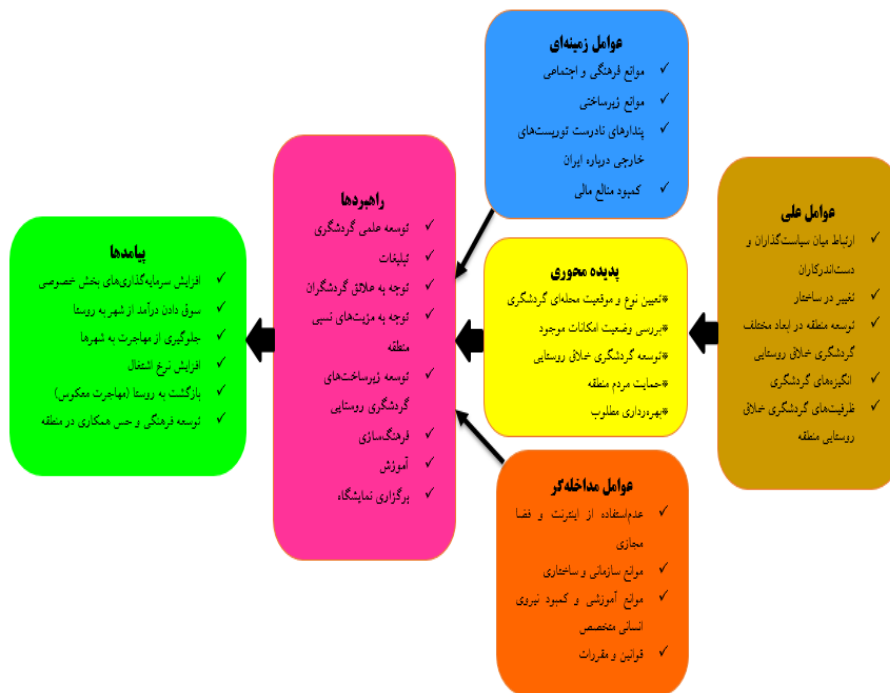 عوامل زمینه‌ای
موانع فرهنگی و اجتماعی
موانع زیرساختی
پندارهای نادرست توریست‌های
خارجی درباره ایران
کمبود منالع مالی
عوامل علی
ارتباط میان سیاست‌گذاران و
دست‌اندرکاران
تغییر در ساختار
توسعه منطقه در ابعاد مختلف
گردشگری خلاق روستایی
انگیزه‌های گردشگری
ظرفیت‌های گردشگری خلاق
روستایی منطقه
پدیده محوری
*تعیین نوع و موقعیت محله‌ای گردشگری
*بررسی وضعیت امکانات موجود
*توسعه گردشگری خلاق روستایی
*حمایت مردم منطقه
*بهره‌برداری مطلوب
عوامل مداخله‌گر
عدم‌استفاده از اینترنت و فضا
مجازی
موانع سازمانی و ساختاری
موانع آموزشی و کمبود نیروی
انسانی متخصص
قوانین و مقررات
راهبردها
توسعه علمی گردشگری
تبلیغات
توجه به علائق گردشگران
توجه به مزیت‌های نسبی
منطقه
توسعه زیرساخت‌های
گردشگری روستایی
فرهنگ‌سازی
آموزش
برگزاری نمایشگاه
پیامدها
افزایش سرمایه‌گذاری‌های بخش خصوصی
سوق دادن درآمد از شهر به روستا
جلوگیری از مهاجرت به شهرها
افزایش نرخ اشتغال
بازگشت به روستا (مهاجرت معکوس)
توسعه فرهنگی و حس همکاری در منطقه